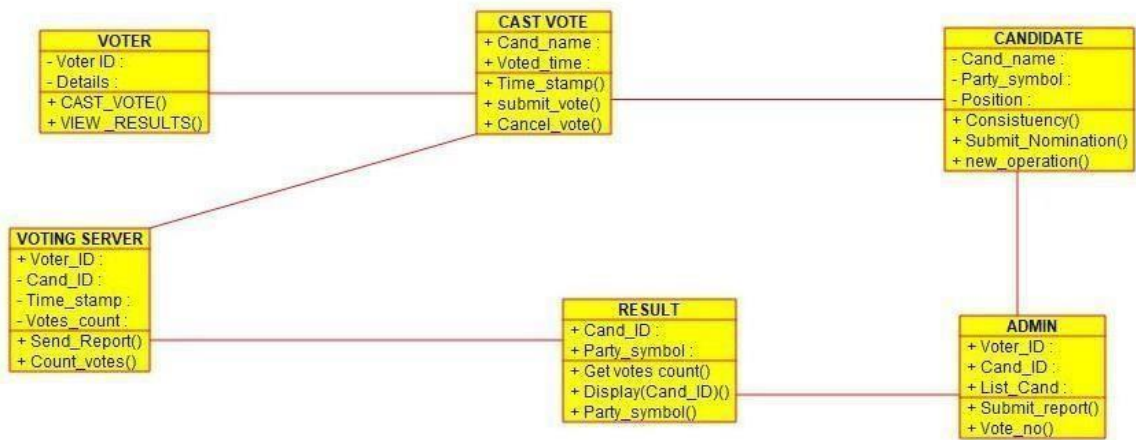 VOTER
- Voter ID :
- Details :
+ CAST_VOTE()
+ VIEW _RESULTS()
CAST VOTE
+ Cand_name :
+ Voted_time :
+ Time_stamp()
+ submit_vote()
+ Cancel_vote()
CANDIDATE
- Cand_name :
- Party_symbol :
- Position :
+ Consistuency()
+ Submit_Nomination()
+ new_operation()
VOTING SERVER
+ Voter_ID :
- Cand_ID :
- Time_stamp :
- Votes_count :
+ Send_Report()
+ Count_votes()
RESULT
+ Cand_ID :
+ Party_symbol :
+ Get votes count()
+ Display(Cand_ID)()
+ Party_symbol()
ADMIN
+ Voter_ID :
+ Cand_ID :
+ List_Cand :
+ Submit_report()
+ Vote_no()